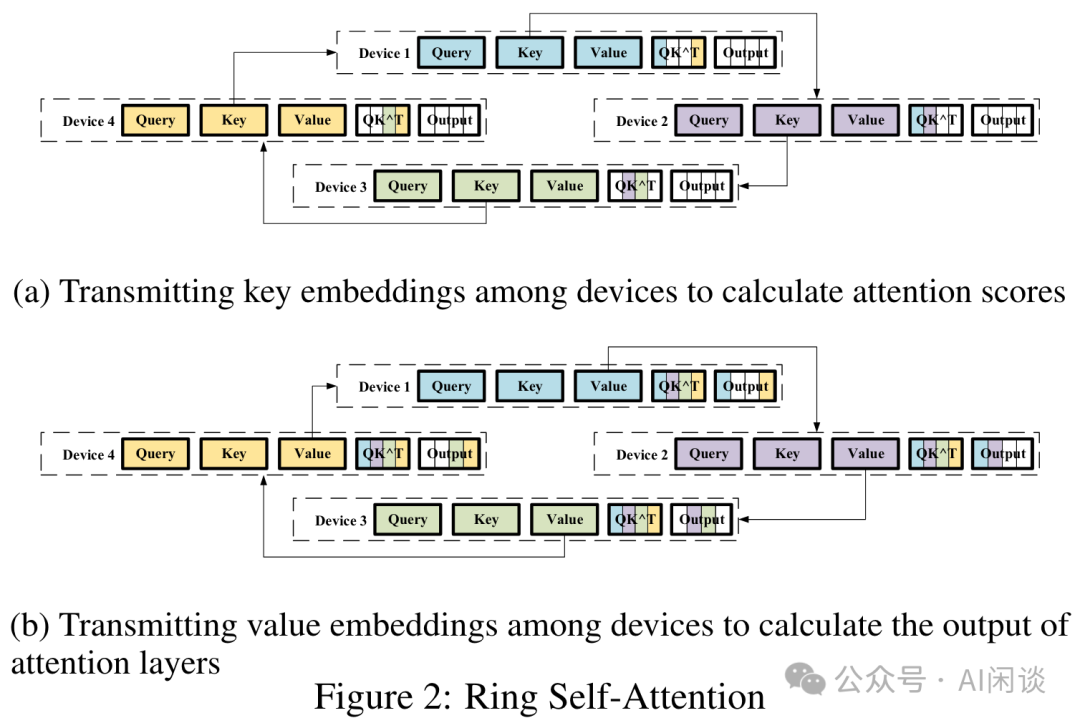 Device 1 Query Key Value QK^T Output
Device 4 Query Key Value QK^T Output
Device 2 Query Key Value QK^T Output
Device 3 Query Key Value QK^T Output
(a) Transmitting key embeddings among devices to calculate attention scores
Device 1 Query Key Value QK^T Output
Device 4 Query Key Value QK^T Output
Device 2 Query Key Value QK^T Output
Device 3 Query Key Value QK^T Output
(b) Transmitting value embeddings among devices to calculate the output of
attention layers
Figure 2: Ring Self-Attention
公众号 · AI闲谈